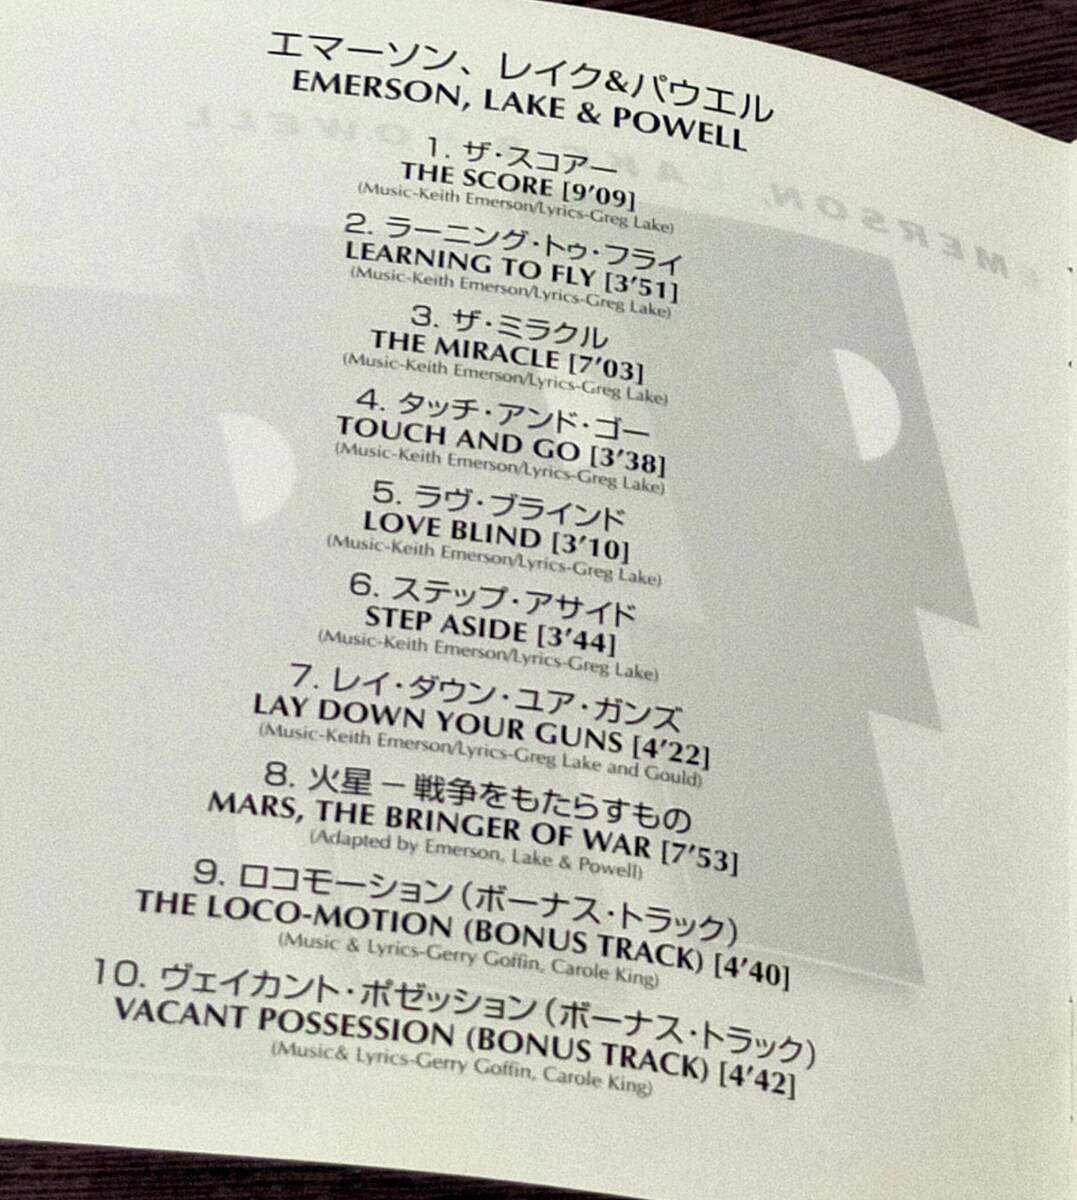 エマーソン、レイク&パウエル
EMERSON, LAKE & POWELL
1. ザ・スコアー
THE SCORE [9'09]
(Music-Keith Emerson/Lyrics-Greg Lake)
2. ラーニング・トゥ・フライ
LEARNING TO FLY [3'51]
(Music-Keith Emerson/Lyrics-Greg Lake)
3. ザ・ミラクル
THE MIRACLE [7'03]
(Music-Keith Emerson/Lyrics-Greg Lake)
4. タッチ・アンド・ゴー
TOUCH AND GO [3'38]
(Music-Keith Emerson/Lyrics-Greg Lake)
5. ラヴ・ブラインド
LOVE BLIND [3'10]
(Music-Keith Emerson/Lyrics-Greg Lake)
6. ステップ・アサイド
STEP ASIDE [3'44]
(Music-Keith Emerson/Lyrics-Greg Lake)
7. レイ・ダウン・ユア・ガンズ
LAY DOWN YOUR GUNS [4'22]
(Music-Keith Emerson/Lyrics-Greg Lake and Gould)
8. 火星 − 戦争をもたらすもの
MARS, THE BRINGER OF WAR [7'53]
(Adapted by Emerson, Lake & Powell)
9. ロコモーション(ボーナス・トラック)
THE LOCO-MOTION (BONUS TRACK) [4'40]
(Music & Lyrics-Gerry Goffin, Carole King)
10. ヴェイカント・ポゼッション(ボーナス・トラック)
VACANT POSSESSION (BONUS TRACK) [4'42]
(Music& Lyrics-Gerry Goffin, Carole King)